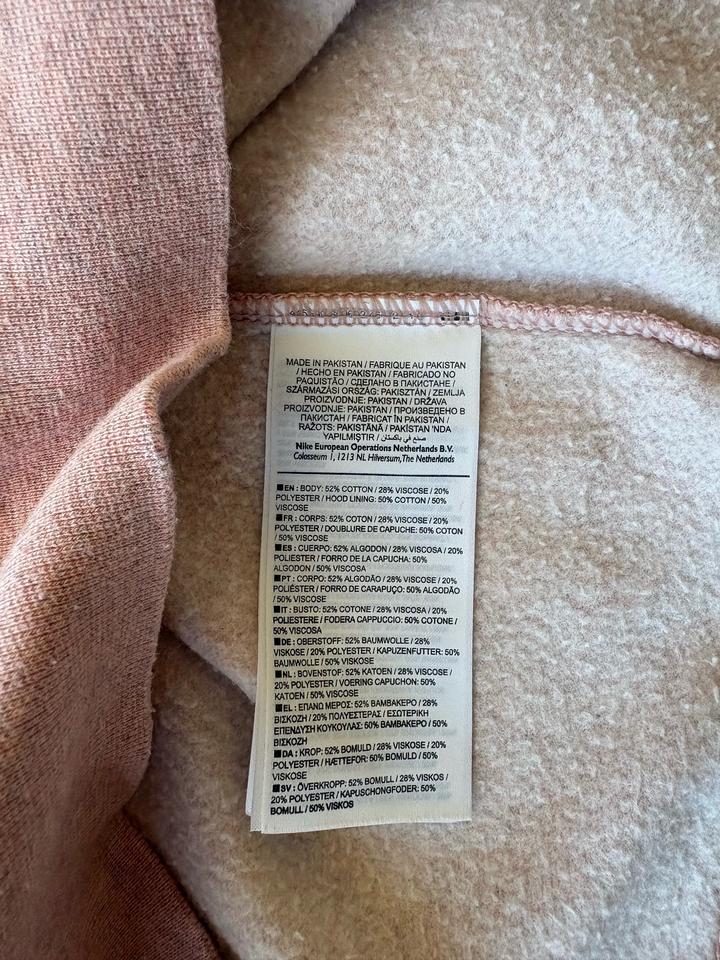 MADE IN PAKISTAN / FABRIQUE AU PAKISTAN
/ HECHO EN PAKISTAN / FABRICADO NO
PAQUISTÃO / СДЕЛАНО В ПАКИСТАНЕ /
SZÁRMAZÁSI ORSZÁG: PAKISZTÁN / ZEMLJA
PROIZVODNJE: PAKISTAN / DRŽAVA
PROIZVODNJE: PAKISTAN / ПРОИЗВЕДЕНО В
ПАКИСТАН / FABRICAT ÎN PAKISTAN /
RAŽOTS: PAKISTĀNĀ / PAKİSTAN 'NDA
YAPILMIŞTIR / صنع في باكستان
Nike European Operations Netherlands B.V.
Colosseum 1, 1213 NL Hilversum, The Netherlands
■EN : BODY: 52% COTTON / 28% VISCOSE / 20%
POLYESTER / HOOD LINING: 50% COTTON / 50%
VISCOSE
■FR : CORPS: 52% COTON / 28% VISCOSE / 20%
POLYESTER / DOUBLURE DE CAPUCHE: 50% COTON
/ 50% VISCOSE
■ES : CUERPO: 52% ALGODON / 28% VISCOSA / 20%
POLIESTER / FORRO DE LA CAPUCHA: 50%
ALGODON / 50% VISCOSA
■PT : CORPO: 52% ALGODÃO / 28% VISCOSE / 20%
POLIÉSTER / FORRO DE CARAPUÇO: 50% ALGODÃO
/ 50% VISCOSE
■IT : BUSTO: 52% COTONE / 28% VISCOSA / 20%
POLIESTERE / FODERA CAPPUCCIO: 50% COTONE /
50% VISCOSA
■DE : OBERSTOFF: 52% BAUMWOLLE / 28%
VISKOSE / 20% POLYESTER / KAPUZENFUTTER: 50%
BAUMWOLLE / 50% VISKOSE
■NL : BOVENSTOF: 52% KATOEN / 28% VISCOSE /
20% POLYESTER / VOERING CAPUCHON: 50%
KATOEN / 50% VISCOSE
■EL : ΕΠΑΝΩ ΜΕΡΟΣ: 52% ΒΑΜΒΑΚΕΡΟ / 28%
ΒΙΣΚΟΖΗ / 20% ΠΟΛΥΕΣΤΕΡΑΣ / ΕΣΩΤΕΡΙΚΗ
ΕΠΕΝΔΥΣΗ ΚΟΥΚΟΥΛΑΣ: 50% ΒΑΜΒΑΚΕΡΟ / 50%
ΒΙΣΚΟΖΗ
■DA : KROP: 52% BOMULD / 28% VISKOSE / 20%
POLYESTER / HÆTTEFOR: 50% BOMULD / 50%
VISKOSE
■SV : ÖVERKROPP: 52% BOMULL / 28% VISKOS /
20% POLYESTER / KAPUSCHONGFODER: 50%
BOMULL / 50% VISKOS